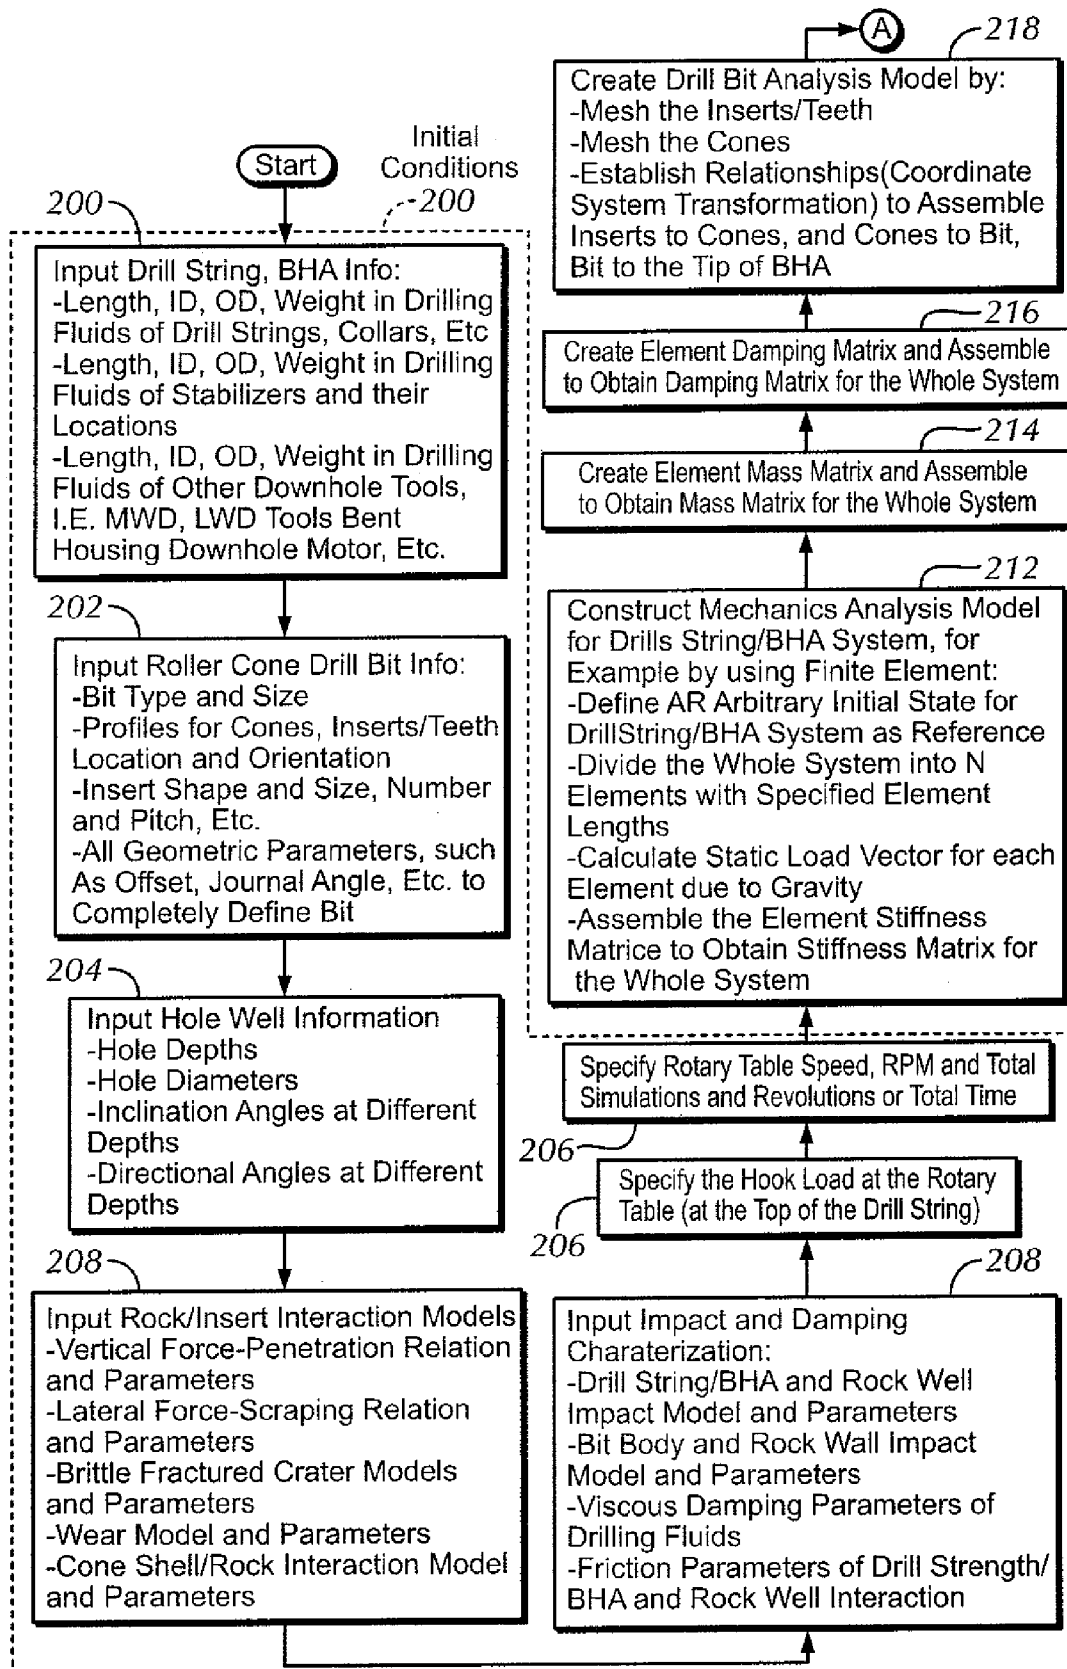 Start
Initial
Conditions
200
200
Input Drill String, BHA Info:
-Length, ID, OD, Weight in Drilling
Fluids of Drill Strings, Collars, Etc
-Length, ID, OD, Weight in Drilling
Fluids of Stabilizers and their
Locations
-Length, ID, OD, Weight in Drilling
Fluids of Other Downhole Tools,
I.E. MWD, LWD Tools Bent
Housing Downhole Motor, Etc.
202
Input Roller Cone Drill Bit Info:
-Bit Type and Size
-Profiles for Cones, Inserts/Teeth
Location and Orientation
-Insert Shape and Size, Number
and Pitch, Etc.
-All Geometric Parameters, such
As Offset, Journal Angle, Etc. to
Completely Define Bit
204
Input Hole Well Information
-Hole Depths
-Hole Diameters
-Inclination Angles at Different
Depths
-Directional Angles at Different
Depths
208
Input Rock/Insert Interaction Models
-Vertical Force-Penetration Relation
and Parameters
-Lateral Force-Scraping Relation
and Parameters
-Brittle Fractured Crater Models
and Parameters
-Wear Model and Parameters
-Cone Shell/Rock Interaction Model
and Parameters
208
Input Impact and Damping
Charaterization:
-Drill String/BHA and Rock Well
Impact Model and Parameters
-Bit Body and Rock Wall Impact
Model and Parameters
-Viscous Damping Parameters of
Drilling Fluids
-Friction Parameters of Drill Strength/
BHA and Rock Well Interaction
206
Specify the Hook Load at the Rotary
Table (at the Top of the Drill String)
206
Specify Rotary Table Speed, RPM and Total
Simulations and Revolutions or Total Time
212
Construct Mechanics Analysis Model
for Drills String/BHA System, for
Example by using Finite Element:
-Define AR Arbitrary Initial State for
DrillString/BHA System as Reference
-Divide the Whole System into N
Elements with Specified Element
Lengths
-Calculate Static Load Vector for each
Element due to Gravity
-Assemble the Element Stiffness
Matrice to Obtain Stiffness Matrix for
the Whole System
214
Create Element Mass Matrix and Assemble
to Obtain Mass Matrix for the Whole System
216
Create Element Damping Matrix and Assemble
to Obtain Damping Matrix for the Whole System
218
Create Drill Bit Analysis Model by:
-Mesh the Inserts/Teeth
-Mesh the Cones
-Establish Relationships(Coordinate
System Transformation) to Assemble
Inserts to Cones, and Cones to Bit,
Bit to the Tip of BHA
A